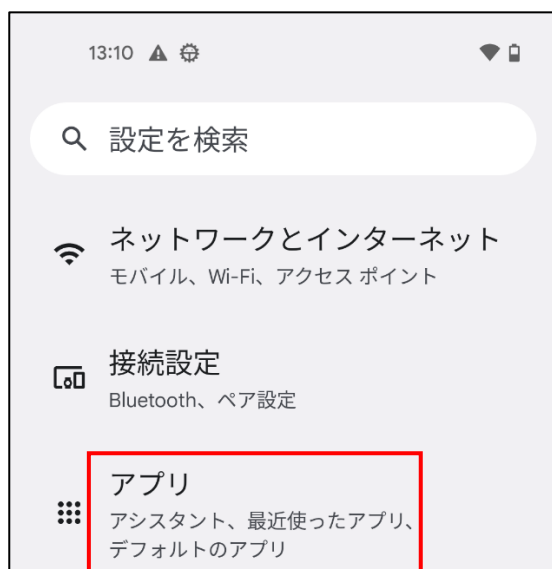 13:10
設定を検索
ネットワークとインターネット
モバイル、Wi-Fi、アクセス ポイント
接続設定
Bluetooth、ペア設定
アプリ
アシスタント、最近使ったアプリ、
デフォルトのアプリ